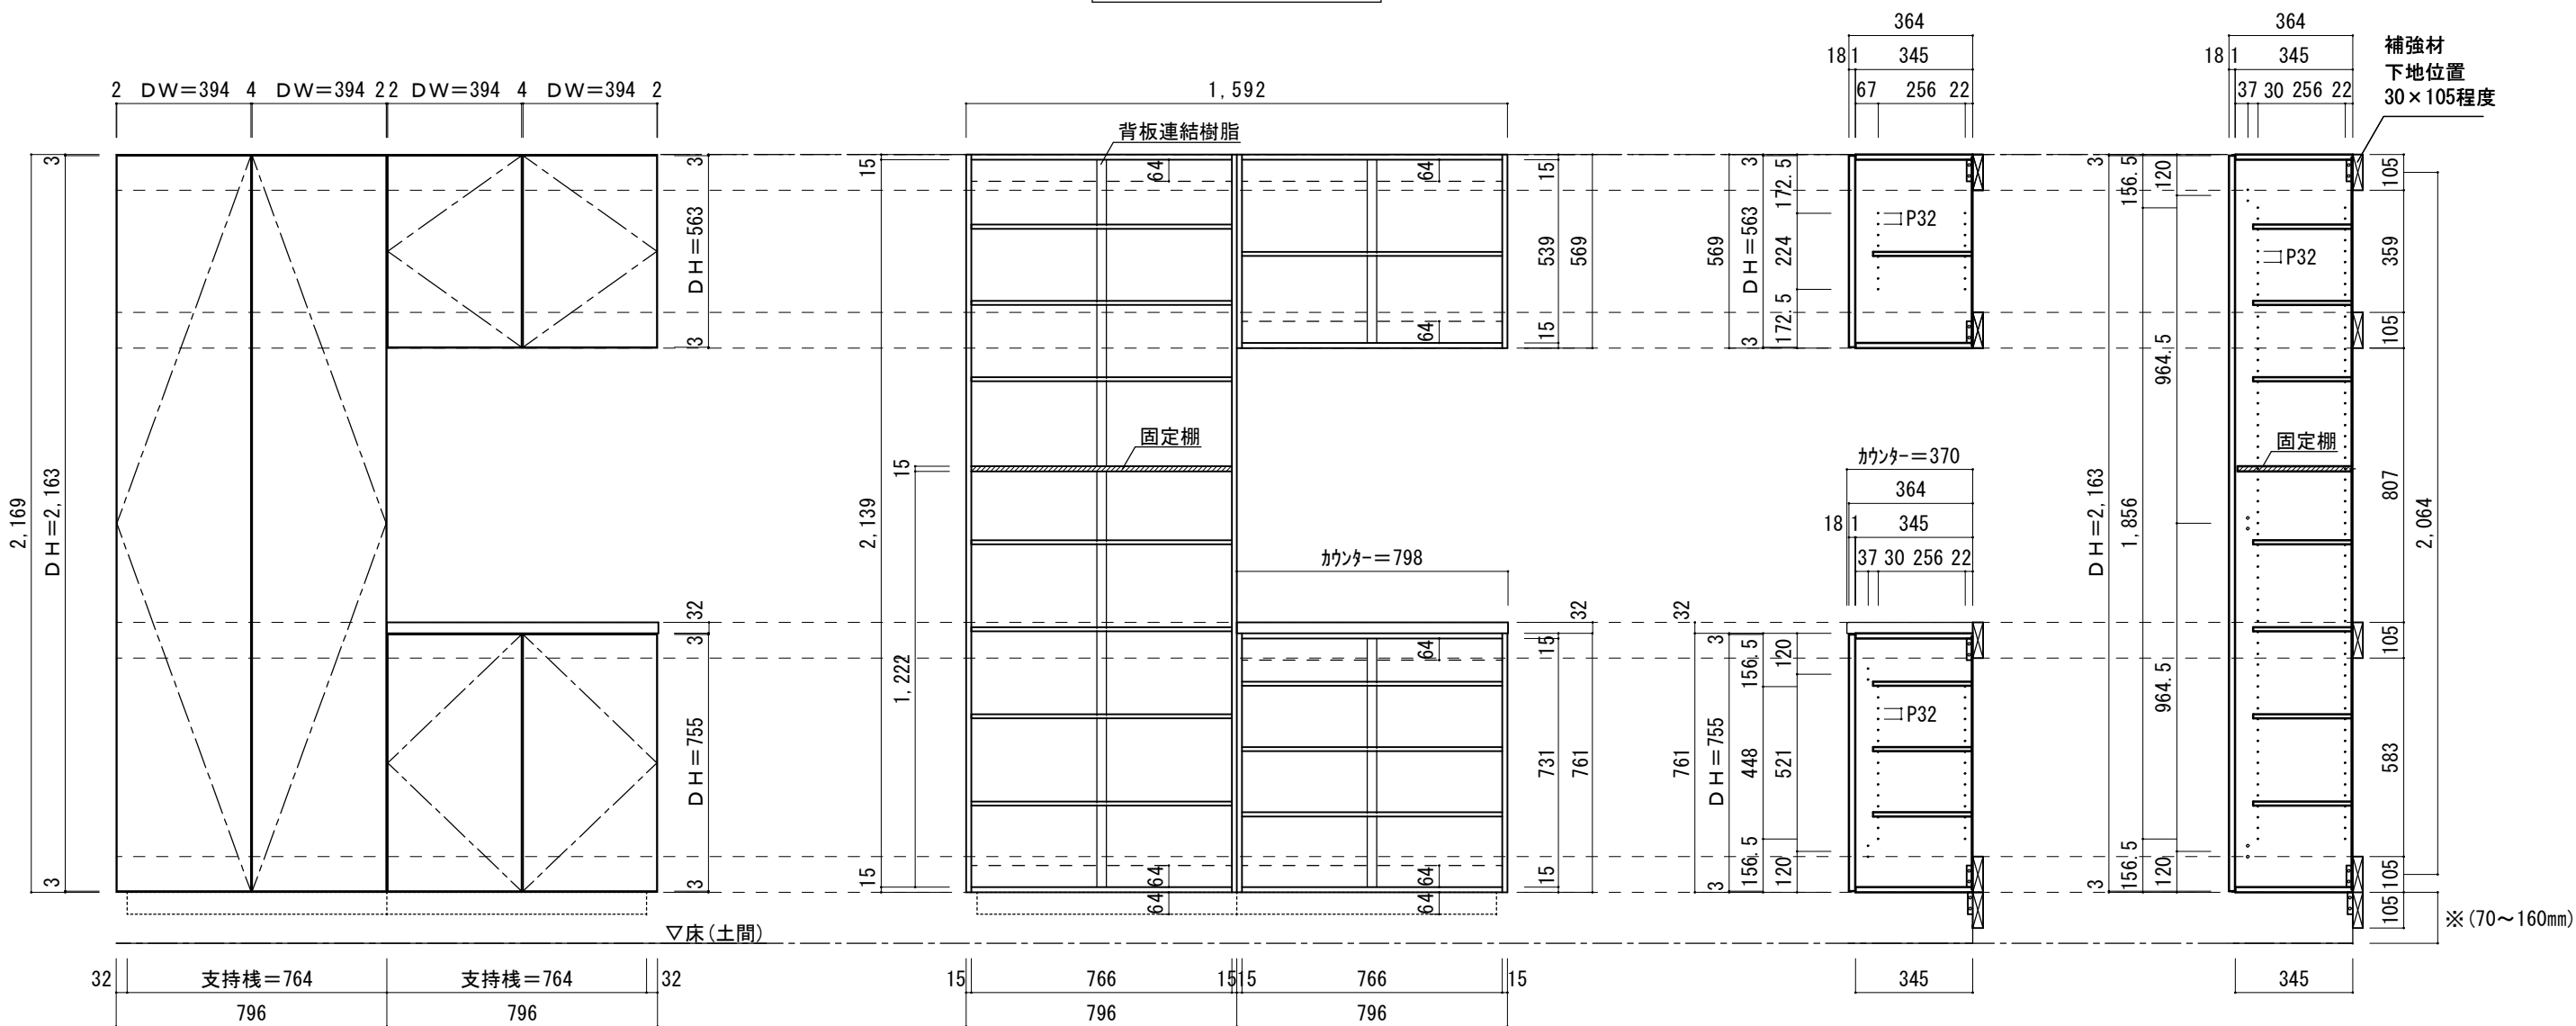 2 DW=394 4 DW=394 2 2 DW=394 4 DW=394 2
3
2,169
DH=2,163
3
3
DH=563
3
32
3
DH=755
3
▽床(土間)
32 支持桟=764 支持桟=764 32
796 796
1,592
背板連結樹脂
15
64
64
15
539
569
64
15
固定棚
15
2,139
1,222
カウンター=798
32
64
15
731
761
15
64
64
64
64
15
15 766 15 15 766 15
796 796
364
18 1 345
67 256 22
569
3
DH=563
3
172.5
224
172.5
P32
カウンター=370
364
18 1 345
37 30 256 22
32
761
3
DH=755
3
156.5
448
156.5
120
521
120
P32
345
364
18 1 345
37 30 256 22
補強材
下地位置
30×105程度
3
DH=2,163
3
156.5
1,856
156.5
120
964.5
964.5
120
P32
固定棚
105
359
105
807
105
583
105
105
2,064
※(70～160mm)
345